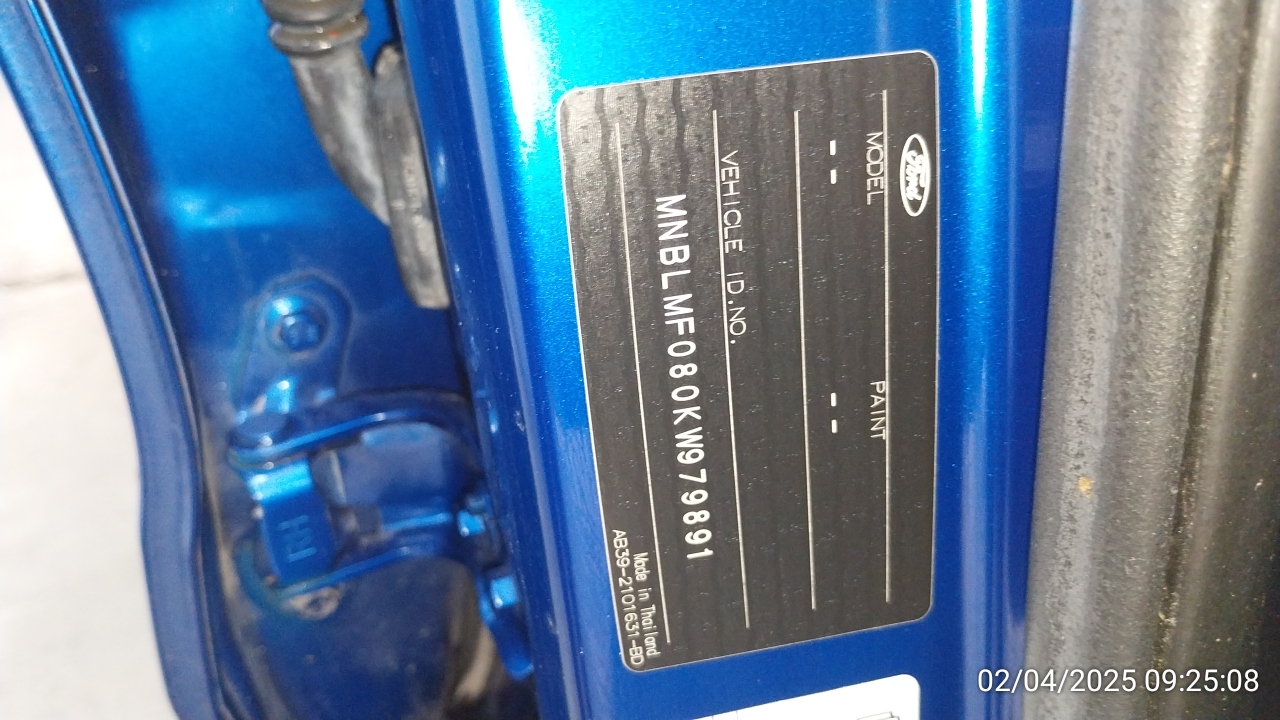 Ford
MODEL PAINT
-- --
VEHICLE ID.NO.
MNBLMF080KW979891
Made in Thailand
AB39-2101631-BD
RH
02/04/2025 09:25:08